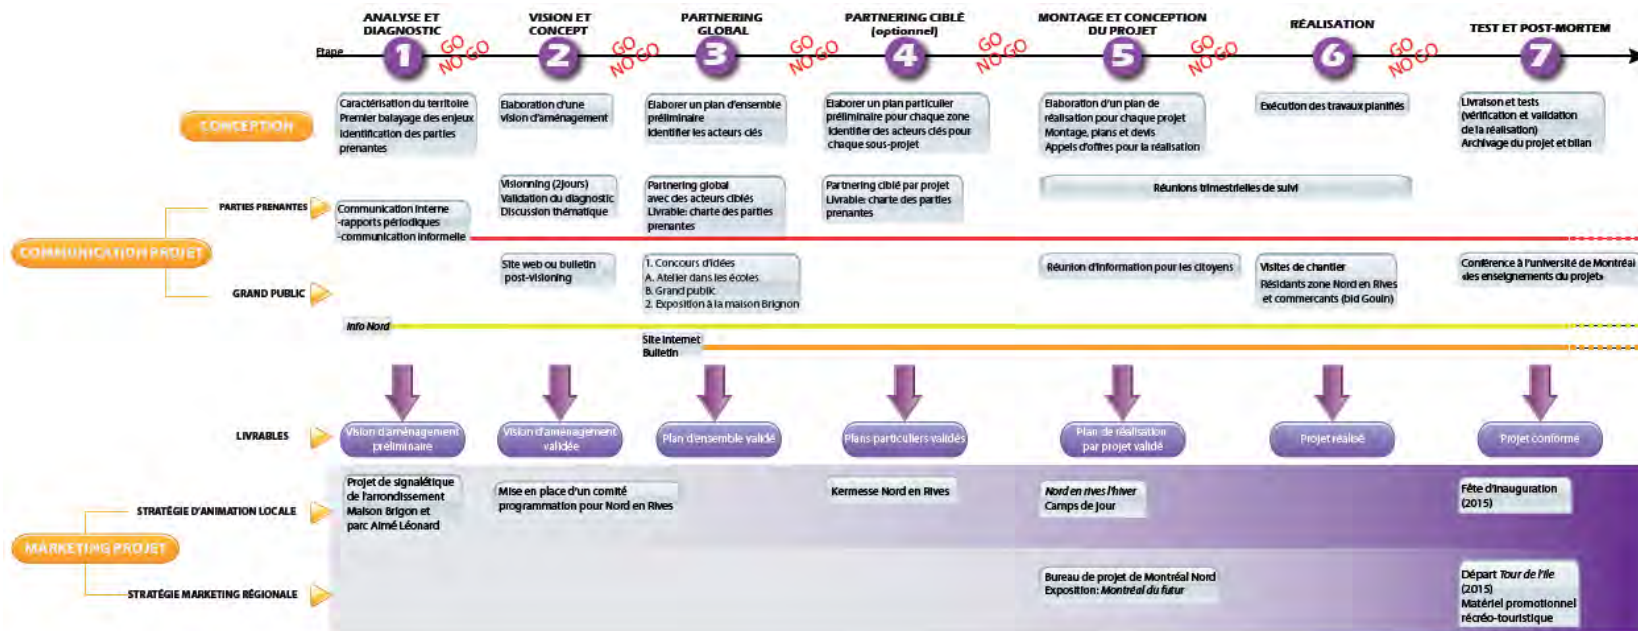 ANALYSE ET
DIAGNOSTIC
VISION ET
CONCEPT
PARTNERING
GLOBAL
PARTNERING CIBLÉ
(optionnel)
MONTAGE ET CONCEPTION
DU PROJET
RÉALISATION
TEST ET POST-MORTEM
Etape
1
GO
NO GO
2
GO
NO GO
3
GO
NO GO
4
GO
NO GO
5
GO
NO GO
6
GO
NO GO
7
CONCEPTION
Caractérisation du territoire
Premier balayage des enjeux
Identification des parties
prenantes
Elaboration d'une
vision d'aménagement
Elaborer un plan d'ensemble
préliminaire
Identifier les acteurs clés
Elaborer un plan particulier
préliminaire pour chaque zone
Identifier des acteurs clés pour
chaque sous-projet
Elaboration d'un plan de
réalisation pour chaque projet
Montage, plans et devis
Appels d'offres pour la réalisation
Exécution des travaux planifiés
Livraison et tests
(vérification et validation
de la réalisation)
Archivage du projet et bilan
COMMUNICATION PROJET
PARTIES PRENANTES
Communication interne
-rapports périodiques
-communication informelle
Visionning (2jours)
Validation du diagnostic
Discussion thématique
Partnering global
avec des acteurs ciblés
Livrable: charte des parties
prenantes
Partnering ciblé par projet
Livrable: charte des parties
prenantes
Réunions trimestrielles de suivi
GRAND PUBLIC
Site web ou bulletin
post-visioning
1. Concours d'idées
A. Atelier dans les écoles
B. Grand public
2. Exposition à la maison Brignon
Réunion d'information pour les citoyens
Visites de chantier
Résidants zone Nord en Rives
et commercants (bld Gouin)
Conférence à l'université de Montréal
«les enseignements du projet»
Info Nord
Site internet
Bulletin
LIVRABLES
Vision d'aménagement
préliminaire
Vision d'aménagement
validée
Plan d'ensemble validé
Plans particuliers validés
Plan de réalisation
par projet validé
Projet réalisé
Projet conforme
MARKETING PROJET
STRATÉGIE D'ANIMATION LOCALE
Projet de signalétique
de l'arrondissement
Maison Brigon et
parc Aimé Léonard
Mise en place d'un comité
programmation pour Nord en Rives
Kermesse Nord en Rives
Nord en rives l'hiver
Camps de jour
Fête d'inauguration
(2015)
STRATÉGIE MARKETING RÉGIONALE
Bureau de projet de Montréal Nord
Exposition: Montréal du futur
Départ Tour de l'Ile
(2015)
Matériel promotionnel
récréo-touristique